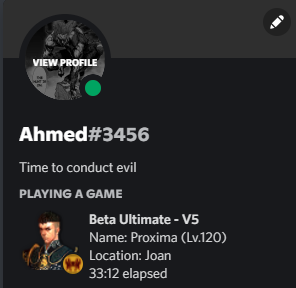 VIEW PROFILE
Ahmed#3456
Time to conduct evil
PLAYING A GAME
Beta Ultimate - V5
Name: Proxima (Lv.120)
Location: Joan
33:12 elapsed